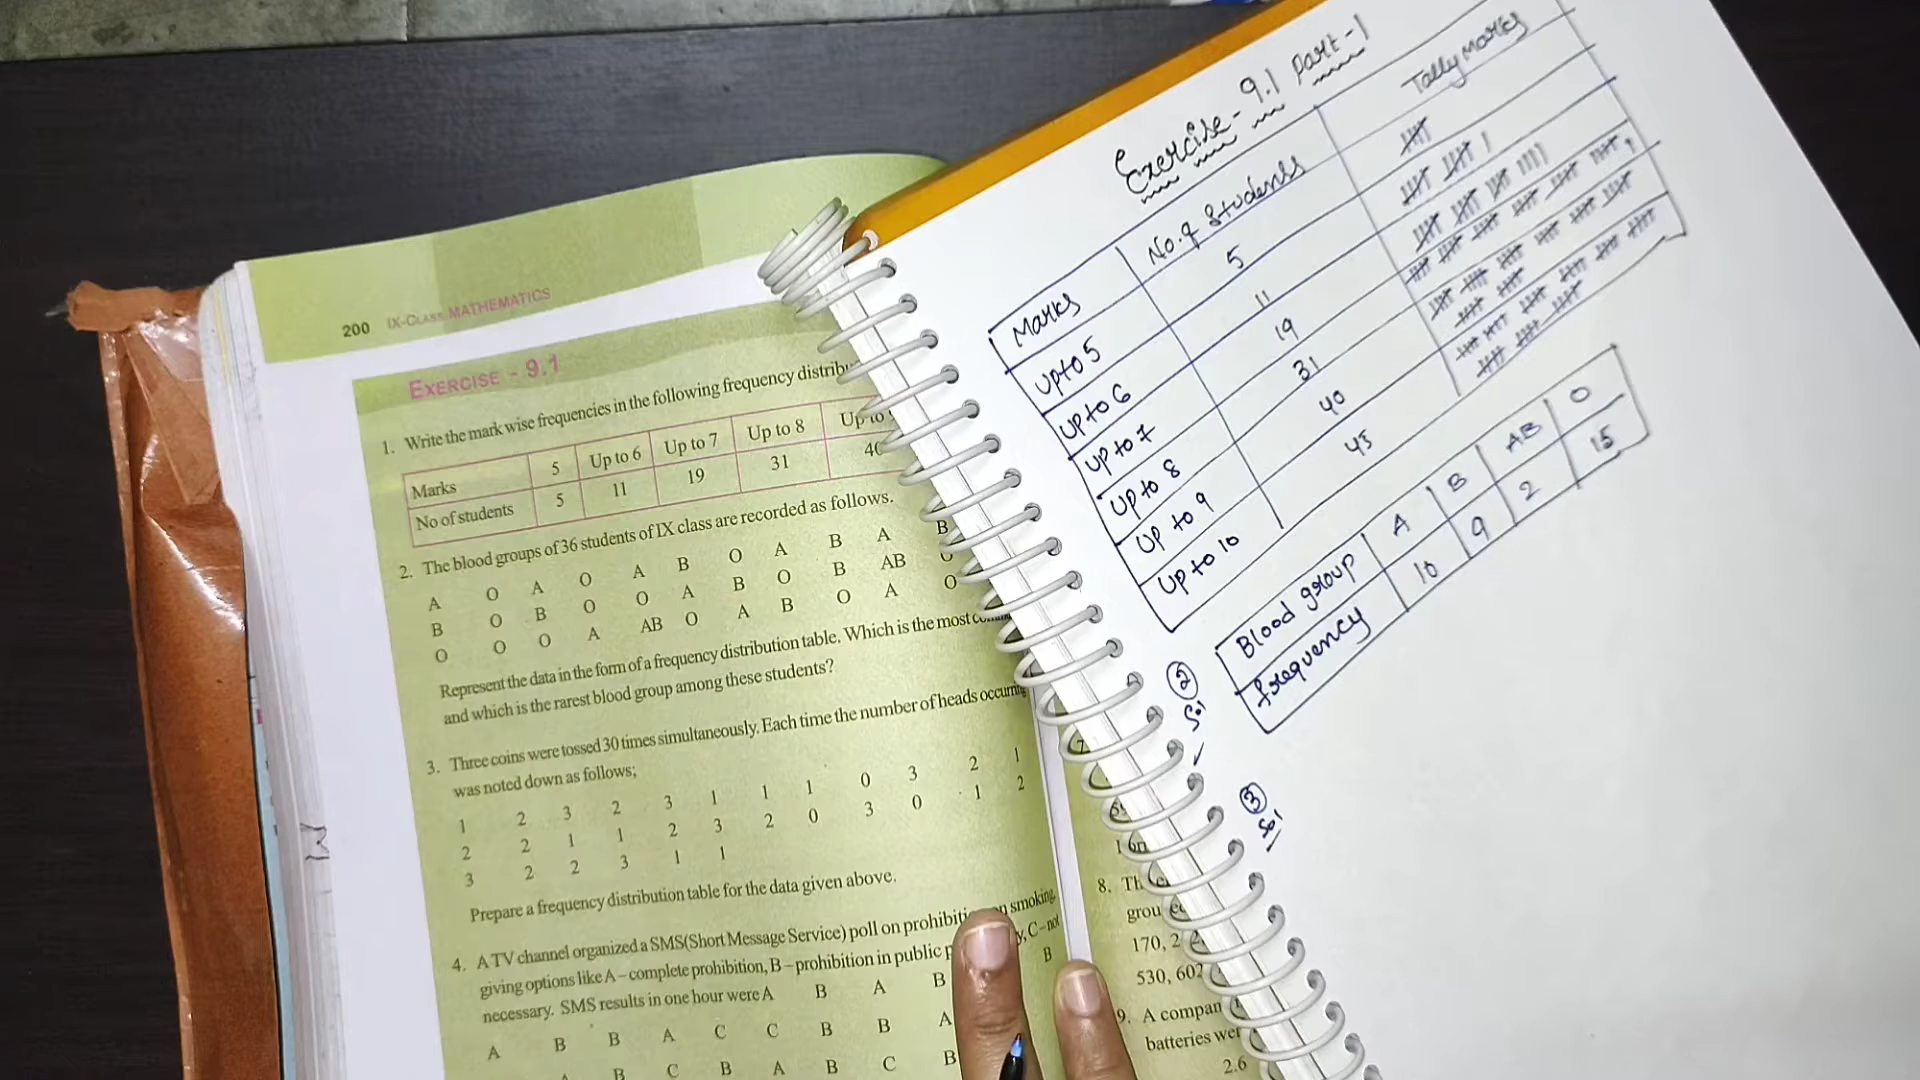 200 IX-CLASS MATHEMATICS
EXERCISE - 9.1
1. Write the mark wise frequencies in the following frequency
Marks 5 Up to 6 Up to 7 Up to 8 Up to
No of students 5 11 19 31 40
2. The blood groups of 36 students of IX class are recorded as follows.
A O A O A B O A B A B
B O B O O A B O B AB O
O O O A AB O A B O A O
Represent the data in the form of a frequency distribution table. Which is the most
and which is the rarest blood group among these students?
3. Three coins were tossed 30 times simultaneously. Each time the number of heads occurring
was noted down as follows;
1 2 3 2 3 1 1 1 0 3 2 1
2 2 1 1 2 3 2 0 3 0 1 2
3 2 2 3 1 1
Prepare a frequency distribution table for the data given above.
4. A TV channel organized a SMS(Short Message Service) poll on prohibition on smoking,
giving options like A – complete prohibition, B – prohibition in public C – not
necessary. SMS results in one hour were A B A B B
A B B A C C B B A
A B C B A B C B
8.
170, 2
530, 602
9. A compan
batteries we
2.6
Exercise - 9.1 Part-1
Marks No. of Students Tally marks
Upto 5 5
Up to 6 11
Up to 7 19
Up to 8 31
Up to 9 40
Up to 10 45
② Sol
Blood group A B AB O
frequency 10 9 2 15
③ Sol